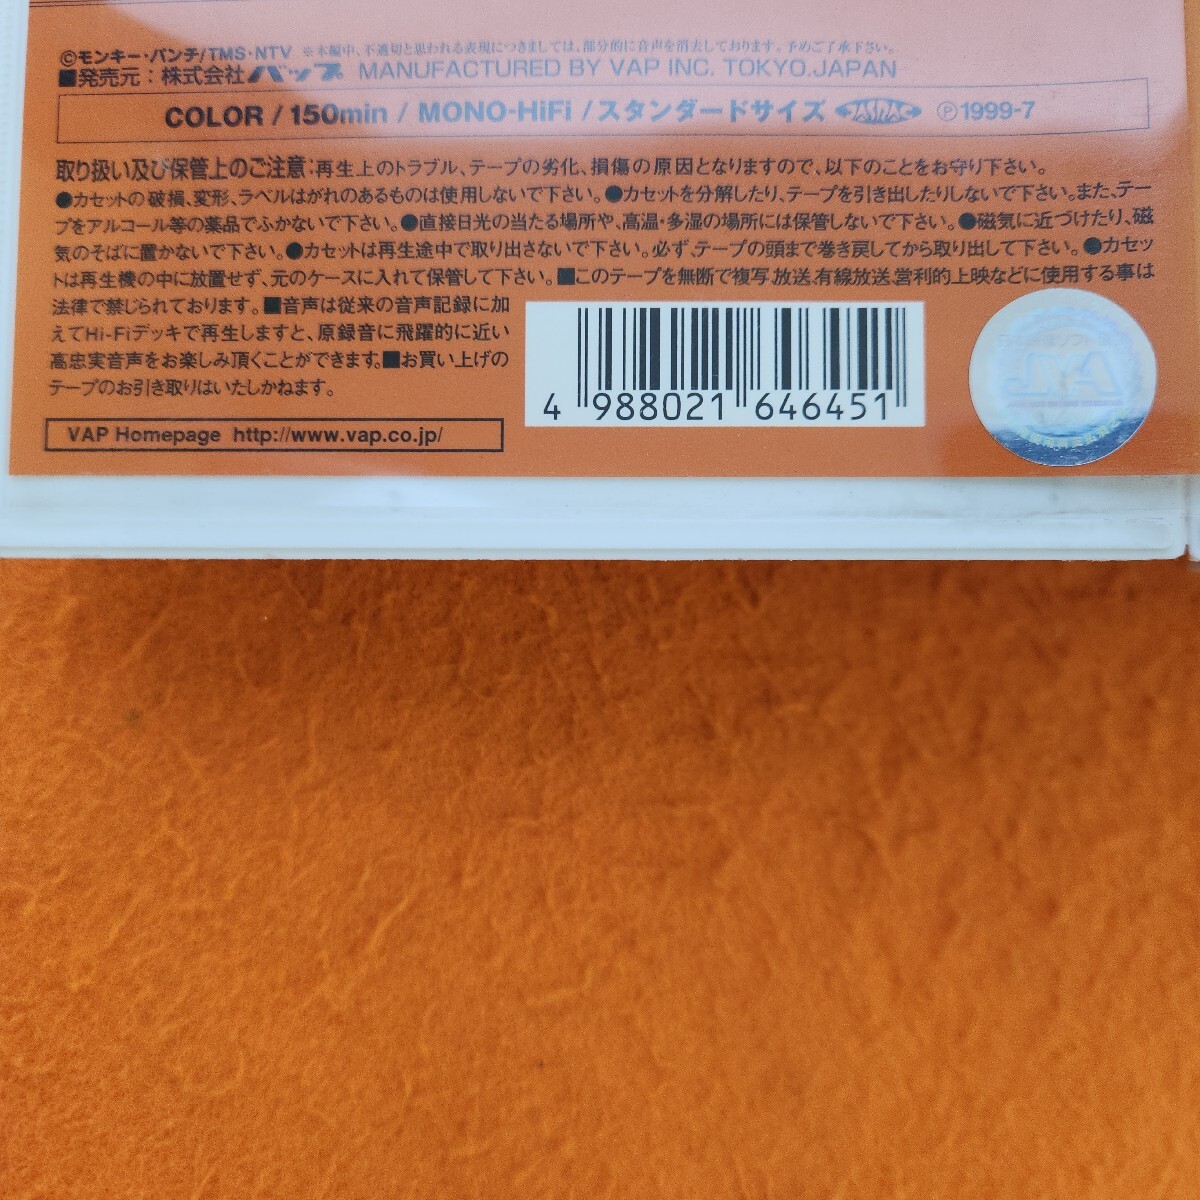 ©モンキー・パンチ/TMS・NTV ※本編中、不適切と思われる表現につきましては、部分的に音声を消去しております。予めご了承下さい。
■発売元：株式会社バップ MANUFACTURED BY VAP INC. TOKYO.JAPAN
COLOR / 150min / MONO-HiFi / スタンダードサイズ ℗1999-7
取り扱い及び保管上のご注意：再生上のトラブル、テープの劣化、損傷の原因となりますので、以下のことをお守り下さい。
●カセットの破損、変形、ラベルはがれのあるものは使用しないで下さい。●カセットを分解したり、テープを引き出したりしないで下さい。また、テー
プをアルコール等の薬品でふかないで下さい。●直接日光の当たる場所や、高温・多湿の場所には保管しないで下さい。●磁気に近づけたり、磁
気のそばに置かないで下さい。●カセットは再生途中で取り出さないで下さい。必ず、テープの頭まで巻き戻してから取り出して下さい。●カセッ
トは再生機の中に放置せず、元のケースに入れて保管して下さい。■このテープを無断で複写、放送、有線放送、営利的上映などに使用する事は
法律で禁じられております。■音声は従来の音声記録に加
えてHi-Fiデッキで再生しますと、原録音に飛躍的に近い
高忠実音声をお楽しみ頂くことができます。■お買い上げの
テープのお引き取りはいたしかねます。
4 988021 646451
VAP Homepage http://www.vap.co.jp/